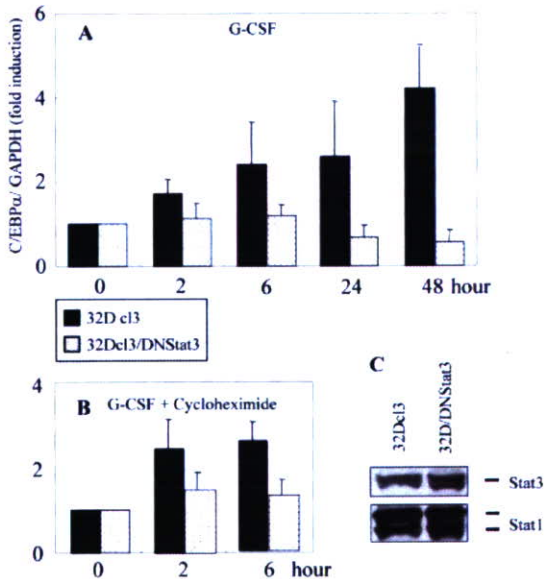 6
A
G-CSF
4
2
0
C/EBPα/ GAPDH (fold induction)
0 2 6 24 48 hour
32D cl3
32Dcl3/DNStat3
4
B
G-CSF + Cycloheximide
2
0
0 2 6 hour
C
32Dcl3
32D/DNStat3
Stat3
Stat1